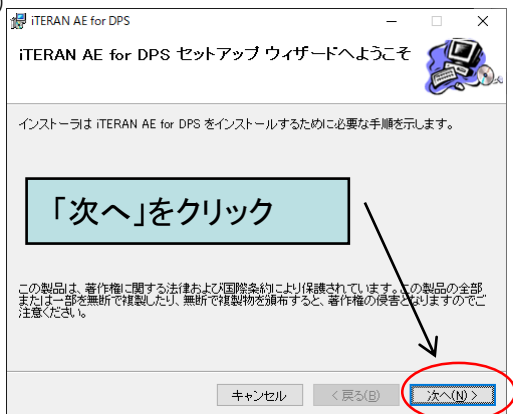 )
iTERAN AE for DPS
iTERAN AE for DPS セットアップ ウィザードへようこそ
インストーラは iTERAN AE for DPS をインストールするために必要な手順を示します。
「次へ」をクリック
この製品は、著作権に関する法律および国際条約により保護されています。この製品の全部
または一部を無断で複製したり、無断で複製物を頒布すると、著作権の侵害となりますのでご
注意ください。
キャンセル
< 戻る(B)
次へ(N) >